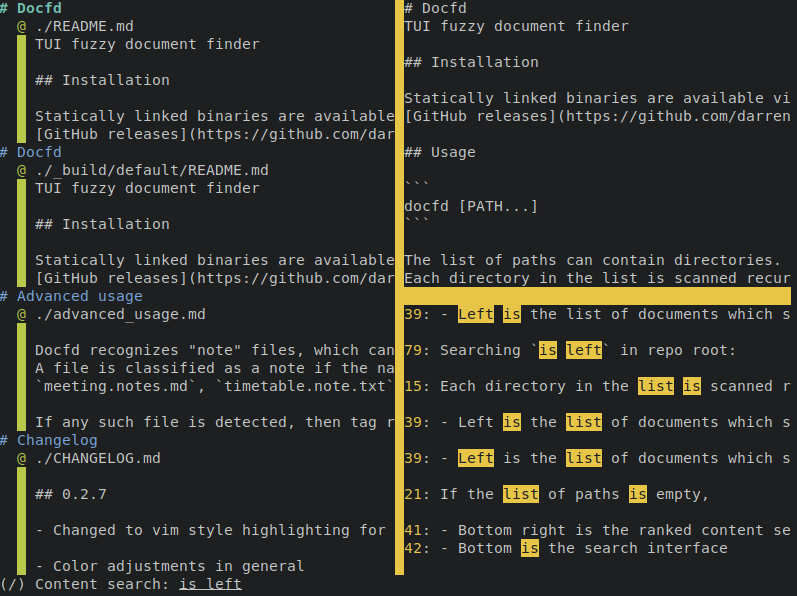 # Docfd
@ ./README.md
TUI fuzzy document finder
## Installation
Statically linked binaries are available
[GitHub releases](https://github.com/dar
# Docfd
@ ./_build/default/README.md
TUI fuzzy document finder
## Installation
Statically linked binaries are available
[GitHub releases](https://github.com/dar
# Advanced usage
@ ./advanced_usage.md
Docfd recognizes "note" files, which can
A file is classified as a note if the na
`meeting.notes.md`, `timetable.note.txt`
If any such file is detected, then tag r
# Changelog
@ ./CHANGELOG.md
## 0.2.7
- Changed to vim style highlighting for
- Color adjustments in general
# Docfd
TUI fuzzy document finder
## Installation
Statically linked binaries are available vi
[GitHub releases](https://github.com/darren
## Usage
```
docfd [PATH...]
```
The list of paths can contain directories.
Each directory in the list is scanned recur
39: - Left is the list of documents which s
79: Searching `is left` in repo root:
15: Each directory in the list is scanned r
39: - Left is the list of documents which s
39: - Left is the list of documents which s
21: If the list of paths is empty,
41: - Bottom right is the ranked content se
42: - Bottom is the search interface
(/) Content search: is left